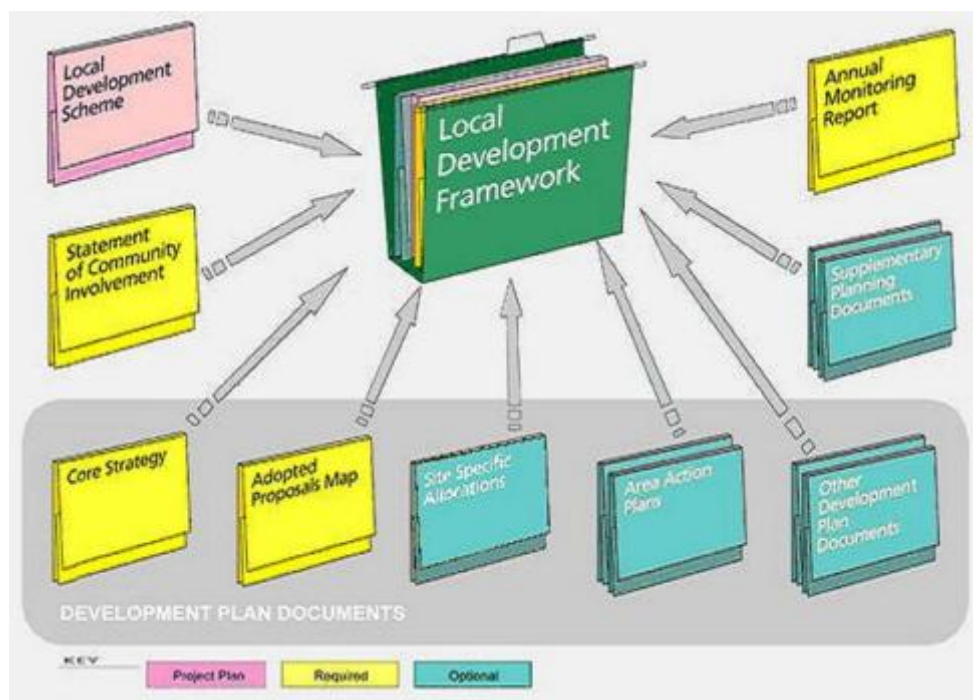 Local
Development
Scheme
Local
Development
Framework
Annual
Monitoring
Report
Statement
of Community
Involvement
Supplementary
Planning
Documents
Core Strategy
Adopted
Proposals Map
Site Specific
Allocations
Area Action
Plans
Other
Development
Plan
Documents
DEVELOPMENT PLAN DOCUMENTS
KEY
Project Plan
Required
Optional